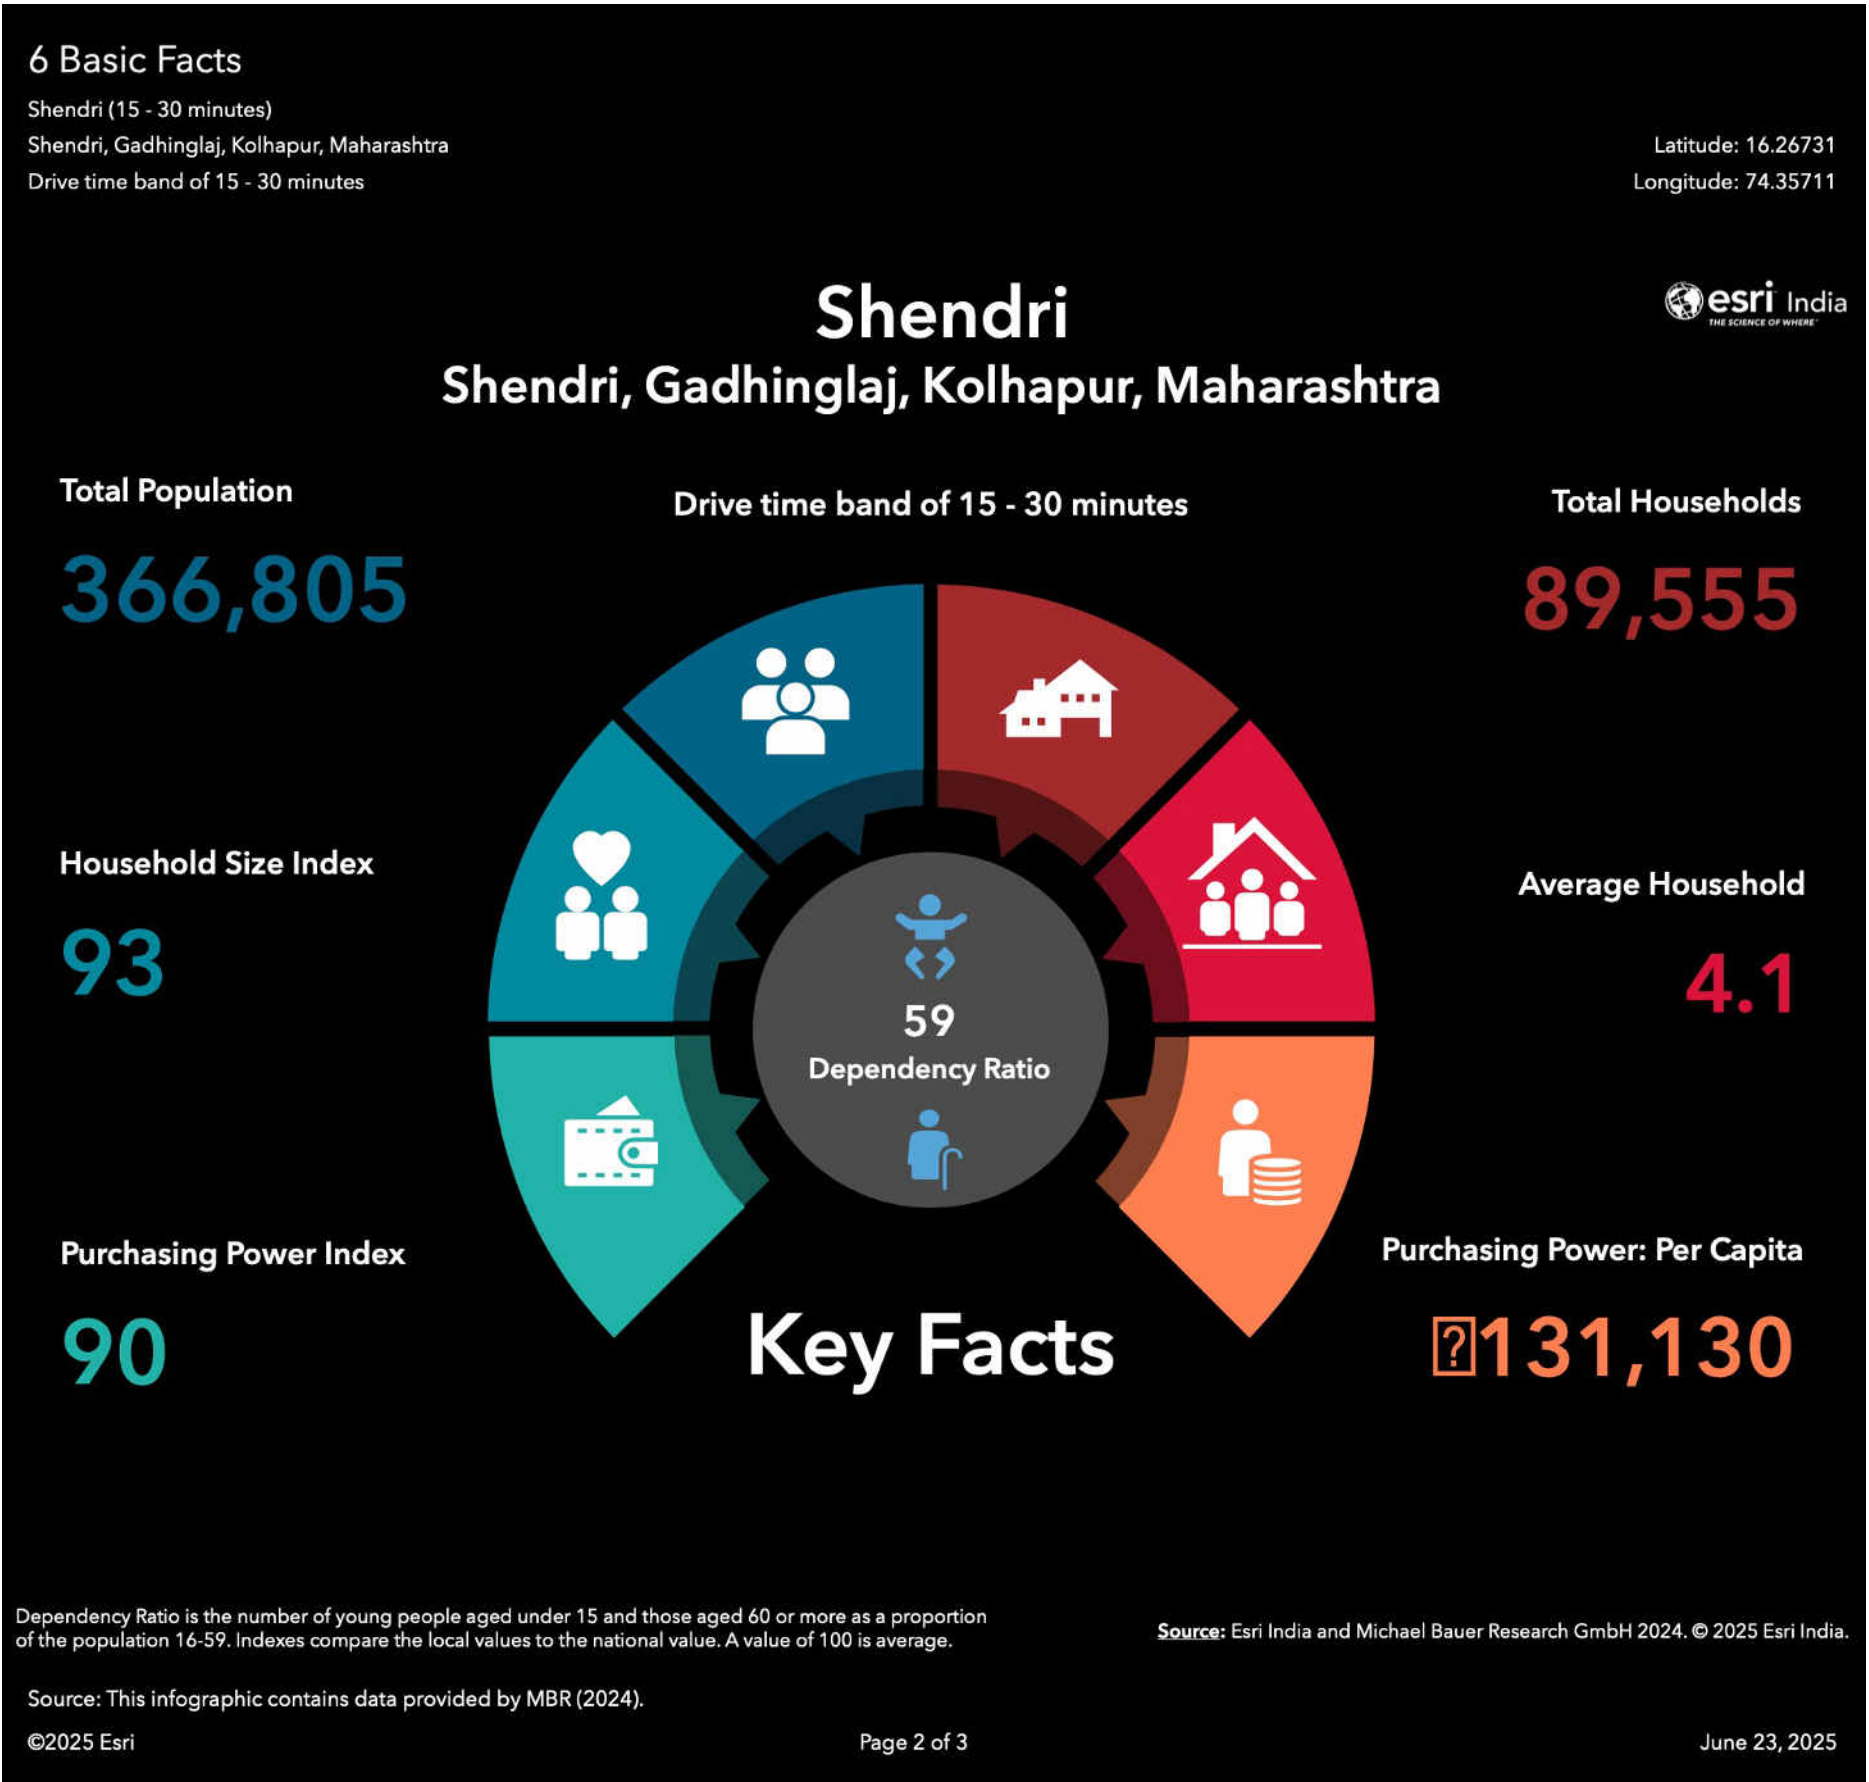 6 Basic Facts
Shendri (15 - 30 minutes)
Shendri, Gadhinglaj, Kolhapur, Maharashtra
Latitude: 16.26731
Drive time band of 15 - 30 minutes
Longitude: 74.35711
Shendri
esri India
THE SCIENCE OF WHERE
Shendri, Gadhinglaj, Kolhapur, Maharashtra
Total Population
366,805
Drive time band of 15 - 30 minutes
Total Households
89,555
Household Size Index
93
Average Household
4.1
59
Dependency Ratio
Purchasing Power Index
90
Purchasing Power: Per Capita
⍰131,130
Key Facts
Dependency Ratio is the number of young people aged under 15 and those aged 60 or more as a proportion
of the population 16-59. Indexes compare the local values to the national value. A value of 100 is average.
Source: Esri India and Michael Bauer Research GmbH 2024. © 2025 Esri India.
Source: This infographic contains data provided by MBR (2024).
©2025 Esri
Page 2 of 3
June 23, 2025